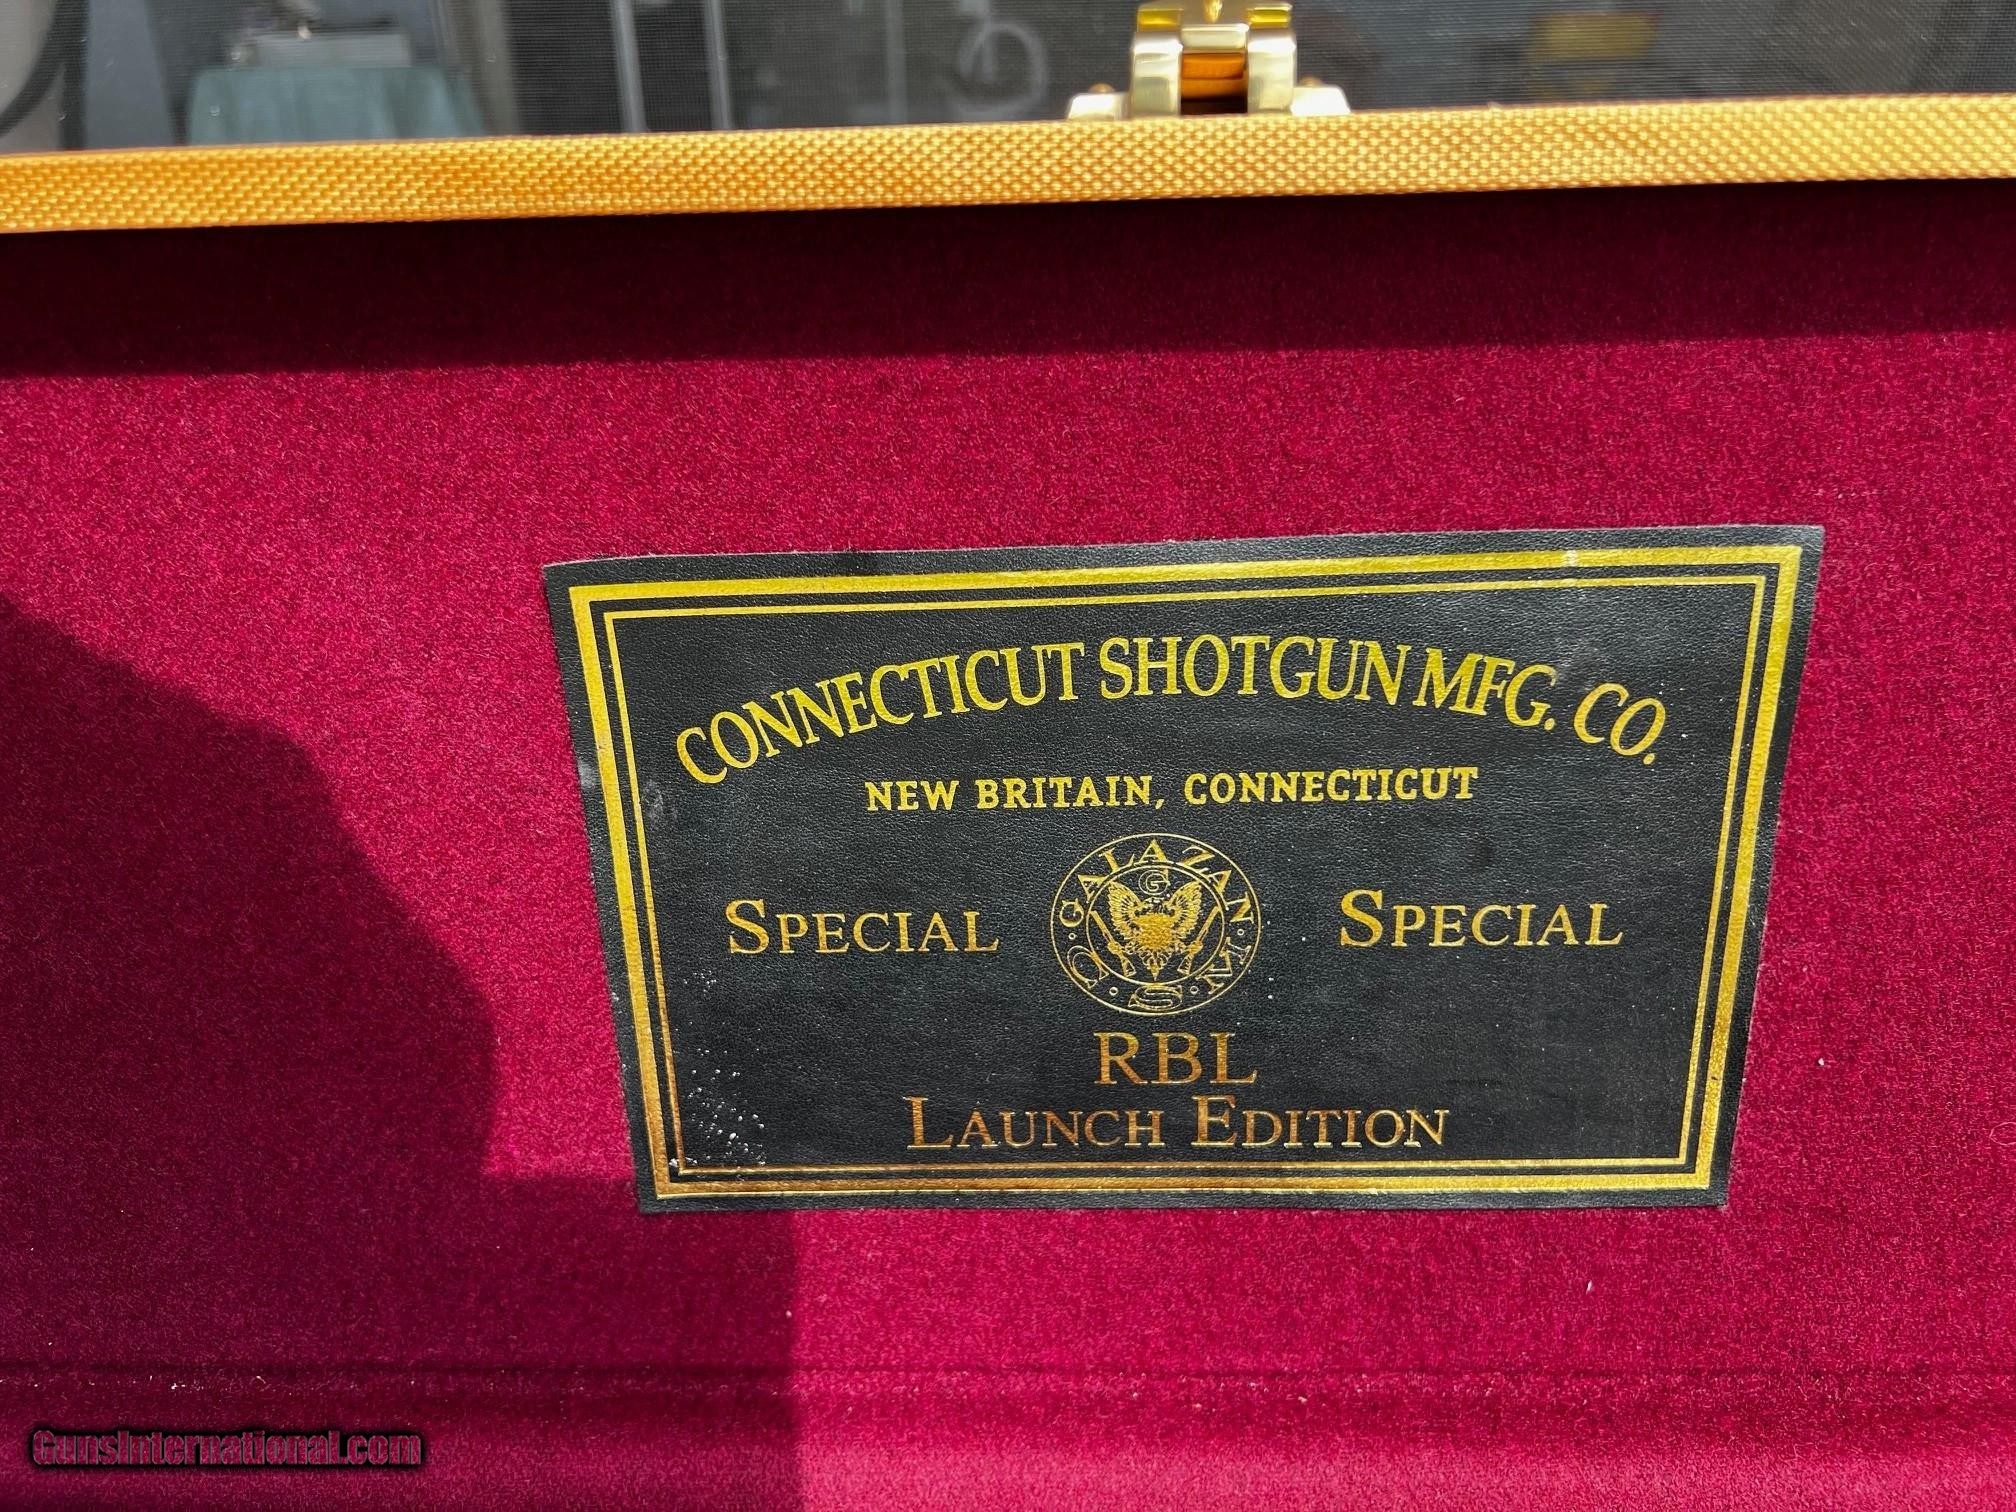 CONNECTICUT SHOTGUN MFG. CO.
NEW BRITAIN, CONNECTICUT
SPECIAL
GALAZAN
G
U · S · A
SPECIAL
RBL
LAUNCH EDITION
GunsInternational.com